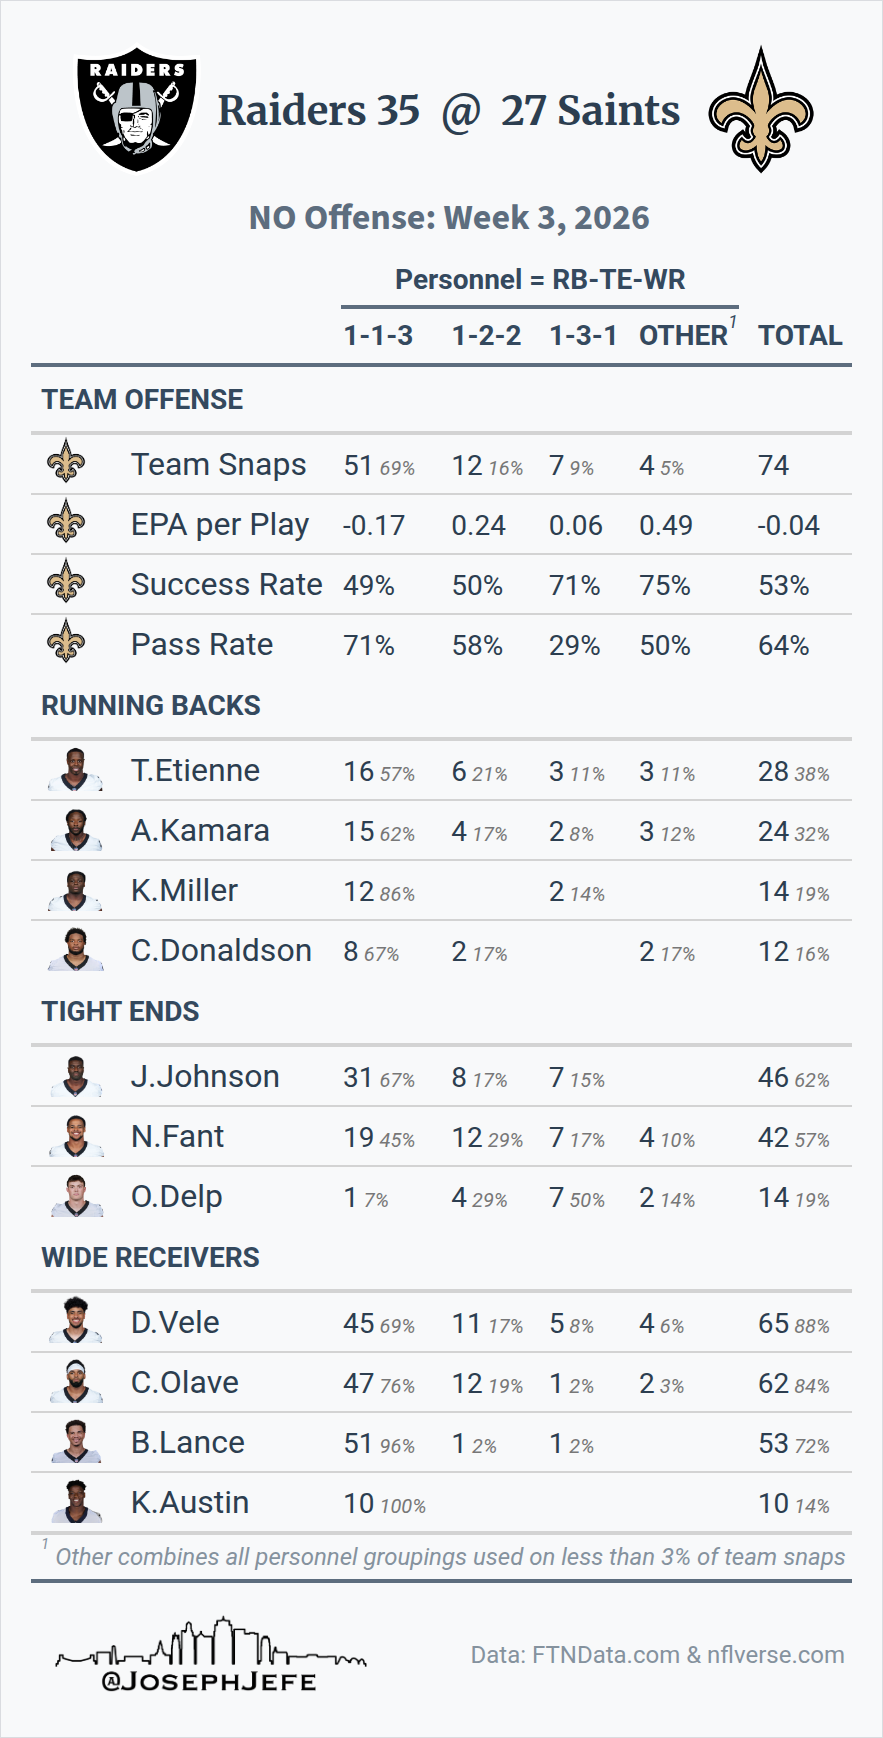 RAIDERS
Raiders 35 @ 27 Saints
NO Offense: Week 3, 2026
Personnel = RB-TE-WR
1-1-3 1-2-2 1-3-1 OTHER1 TOTAL
TEAM OFFENSE
Team Snaps 51 69% 12 16% 7 9% 4 5% 74
EPA per Play -0.17 0.24 0.06 0.49 -0.04
Success Rate 49% 50% 71% 75% 53%
Pass Rate 71% 58% 29% 50% 64%
RUNNING BACKS
T.Etienne 16 57% 6 21% 3 11% 3 11% 28 38%
A.Kamara 15 62% 4 17% 2 8% 3 12% 24 32%
K.Miller 12 86% 2 14% 14 19%
C.Donaldson 8 67% 2 17% 2 17% 12 16%
TIGHT ENDS
J.Johnson 31 67% 8 17% 7 15% 46 62%
N.Fant 19 45% 12 29% 7 17% 4 10% 42 57%
O.Delp 1 7% 4 29% 7 50% 2 14% 14 19%
WIDE RECEIVERS
D.Vele 45 69% 11 17% 5 8% 4 6% 65 88%
C.Olave 47 76% 12 19% 1 2% 2 3% 62 84%
B.Lance 51 96% 1 2% 1 2% 53 72%
K.Austin 10 100% 10 14%
1 Other combines all personnel groupings used on less than 3% of team snaps
@JOSEPHJEFE
Data: FTNData.com & nflverse.com